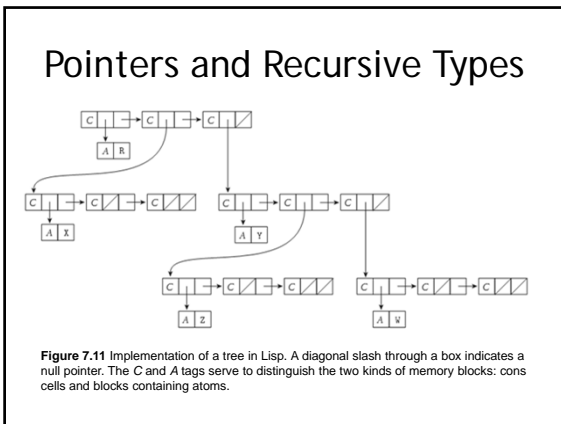 Pointers and Recursive Types
C C C
A R
C C C C C C
A X A Y
C C C C C C
A Z A W
Figure 7.11 Implementation of a tree in Lisp. A diagonal slash through a box indicates a
null pointer. The C and A tags serve to distinguish the two kinds of memory blocks: cons
cells and blocks containing atoms.